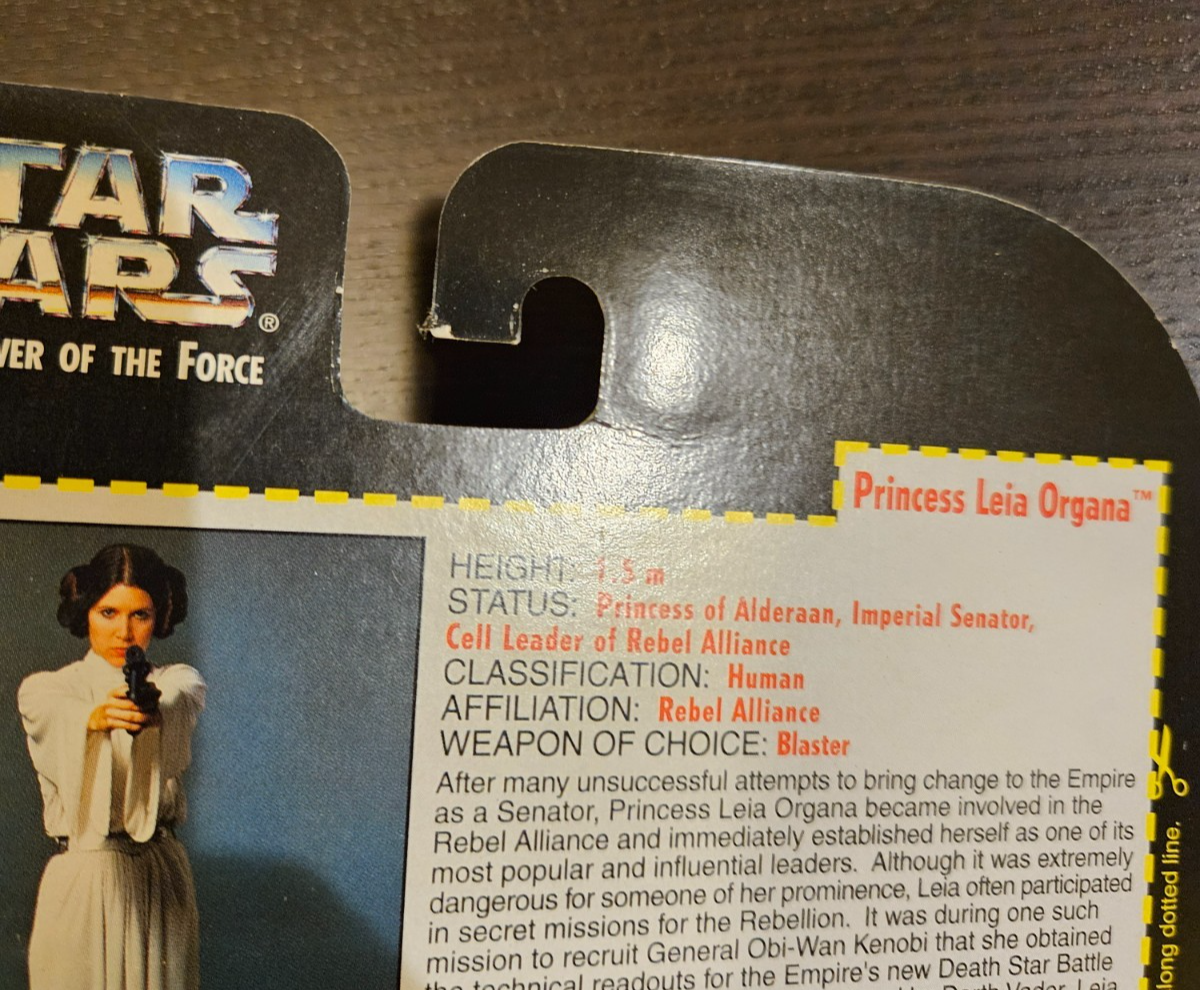 TAR
ARS®
VER OF THE FORCE
Princess Leia Organa™
HEIGHT: 1.5 m
STATUS: Princess of Alderaan, Imperial Senator,
Cell Leader of Rebel Alliance
CLASSIFICATION: Human
AFFILIATION: Rebel Alliance
WEAPON OF CHOICE: Blaster
After many unsuccessful attempts to bring change to the Empire
as a Senator, Princess Leia Organa became involved in the
Rebel Alliance and immediately established herself as one of its
most popular and influential leaders. Although it was extremely
dangerous for someone of her prominence, Leia often participated
in secret missions for the Rebellion. It was during one such
mission to recruit General Obi-Wan Kenobi that she obtained
the technical readouts for the Empire's new Death Star Battle
by Darth Vader, Leia
long dotted line.